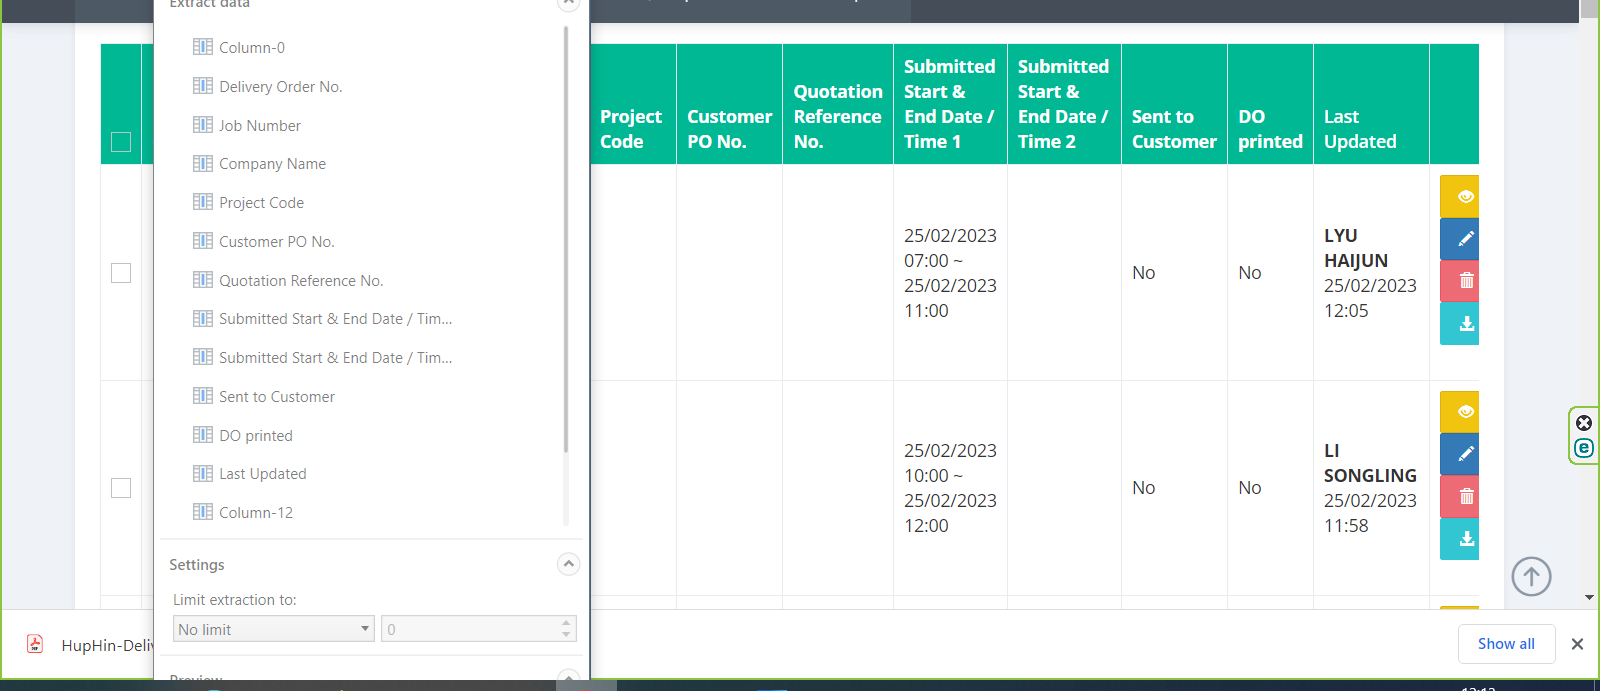 Extract data
Column-0
Delivery Order No.
Job Number
Company Name
Project Code
Customer PO No.
Quotation Reference No.
Submitted Start & End Date / Tim...
Submitted Start & End Date / Tim...
Sent to Customer
DO printed
Last Updated
Column-12
Settings
Limit extraction to:
No limit
0
Preview
Project
Code
Customer
PO No.
Quotation
Reference
No.
Submitted
Start &
End Date /
Time 1
Submitted
Start &
End Date /
Time 2
Sent to
Customer
DO
printed
Last
Updated
25/02/2023
07:00 ~
25/02/2023
11:00
No
No
LYU
HAIJUN
25/02/2023
12:05
25/02/2023
10:00 ~
25/02/2023
12:00
No
No
LI
SONGLING
25/02/2023
11:58
HupHin-Deliv
Show all